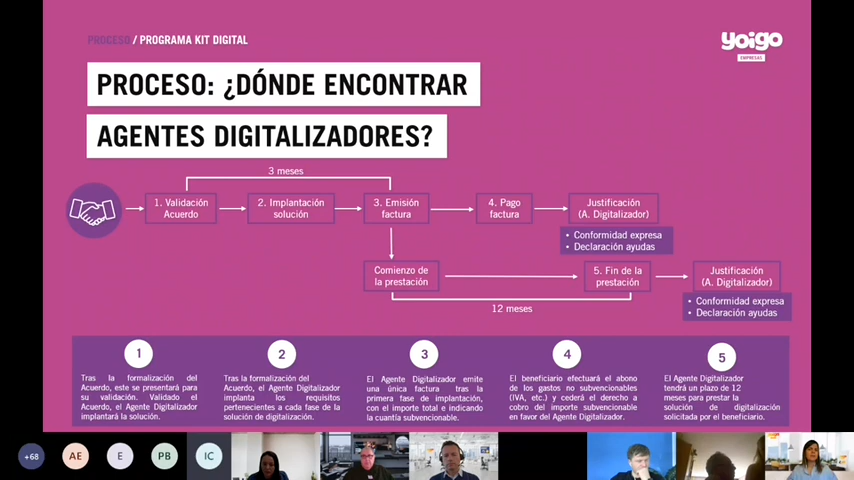 PROCESO / PROGRAMA KIT DIGITAL
yoigo
EMPRESAS
PROCESO: ¿DÓNDE ENCONTRAR
AGENTES DIGITALIZADORES?
3 meses
1. Validación
Acuerdo
2. Implantación
solución
3. Emisión
factura
4. Pago
factura
Justificación
(A. Digitalizador)
• Conformidad expresa
• Declaración ayudas
Comienzo de
la prestación
5. Fin de la
prestación
Justificación
(A. Digitalizador)
12 meses
• Conformidad expresa
• Declaración ayudas
1
Tras la formalización del
Acuerdo, este se presentará para
su validación. Validado el
Acuerdo, el Agente Digitalizador
implantará la solución.
2
Tras la formalización del
Acuerdo, el Agente Digitalizador
implanta los requisitos
pertenecientes a cada fase de la
solución de digitalización.
3
El Agente Digitalizador emite
una única factura tras la
primera fase de implantación,
con el importe total e indicando
la cuantía subvencionable.
4
El beneficiario efectuará el abono
de los gastos no subvencionables
(IVA, etc.) y cederá el derecho a
cobro del importe subvencionable
en favor del Agente Digitalizador.
5
El Agente Digitalizador
tendrá un plazo de 12
meses para prestar la
solución de digitalización
solicitada por el beneficiario.
+68
AE
E
PB
IC